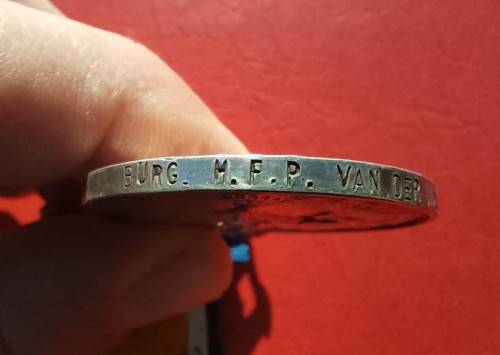 BURG. M.F.P. VAN DER